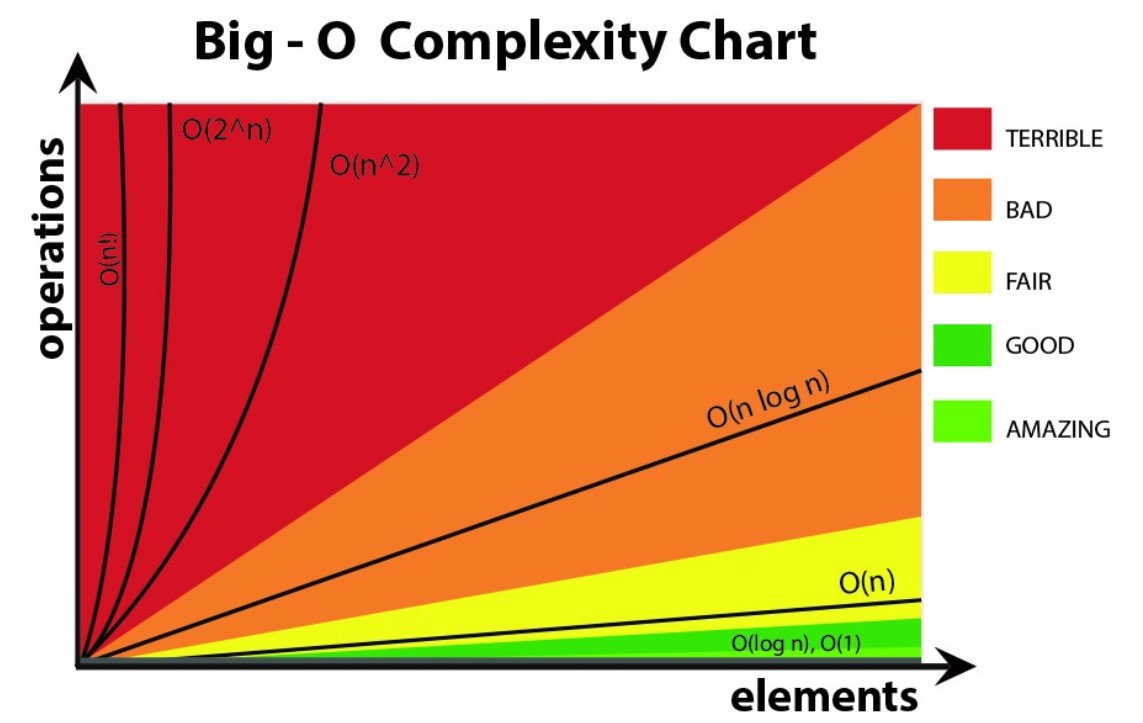 Big - O Complexity Chart
operations
O(n!)
O(2^n)
O(n^2)
O(n log n)
O(n)
O(log n), O(1)
elements
TERRIBLE
BAD
FAIR
GOOD
AMAZING